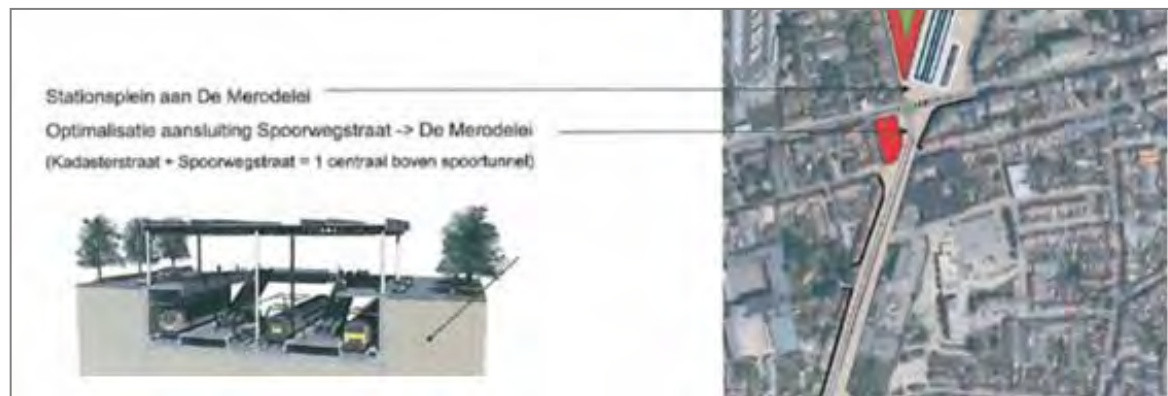 Stationsplein aan De Merodelei
Optimalisatie aansluiting Spoorwegstraat -> De Merodelei
(Kadasterstraat + Spoorwegstraat = 1 centraal boven spoortunnel)